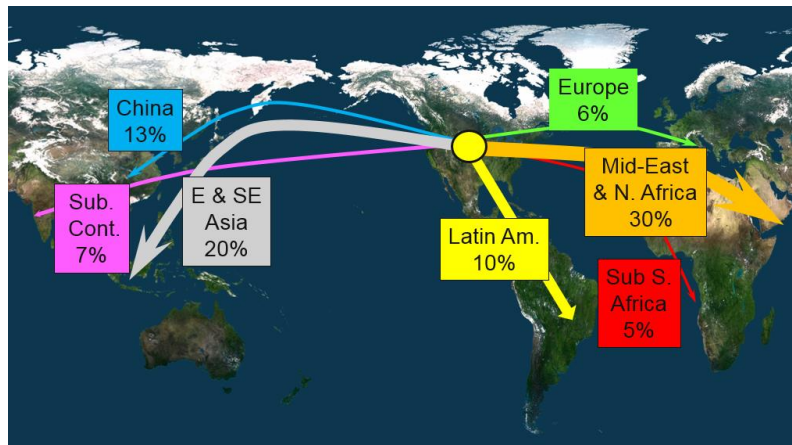 China
13%
Europe
6%
Sub.
Cont.
7%
E & SE
Asia
20%
Mid-East
& N. Africa
30%
Latin Am.
10%
Sub S.
Africa
5%